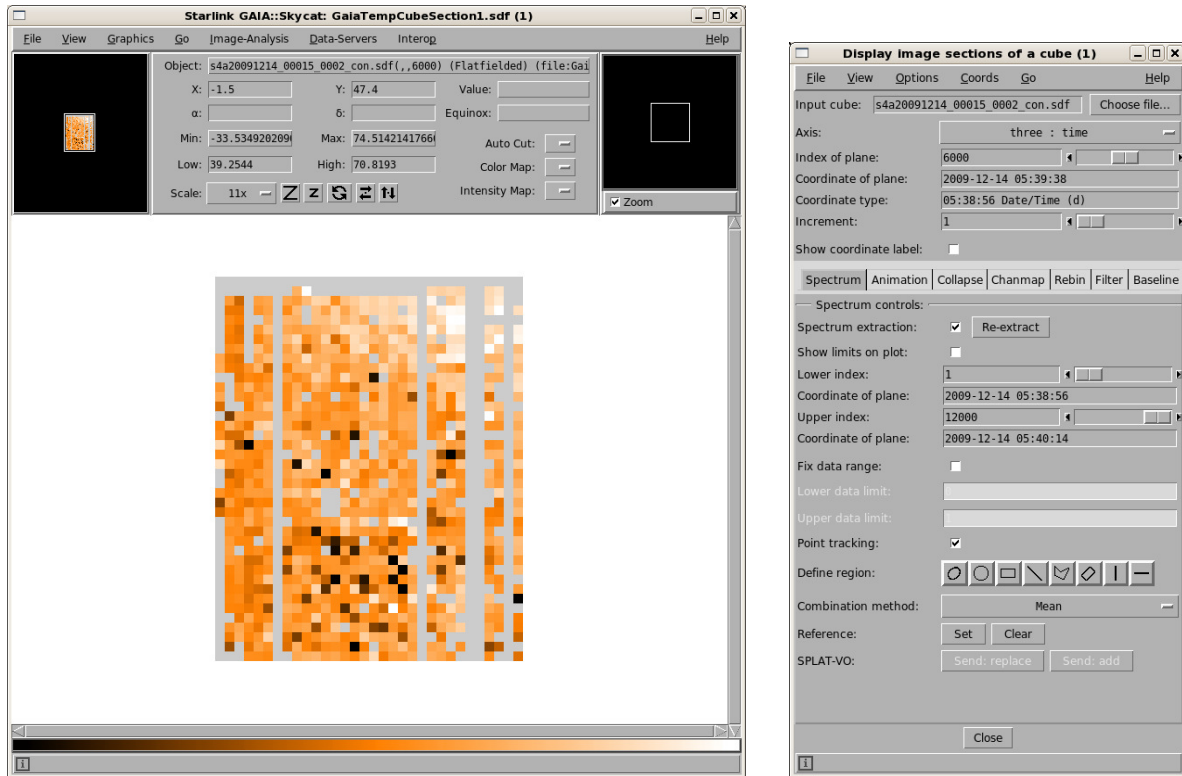 Starlink GAIA::Skycat: GaiaTempCubeSection1.sdf (1)
File View Graphics Go Image-Analysis Data-Servers Interop Help
Object: s4a20091214_00015_0002_con.sdf(,,6000) (Flatfielded) (file:Gai
X: -1.5 Y: 47.4 Value:
α: δ: Equinox:
Min: -33.534920209 Max: 74.514214176 Auto Cut:
Low: 39.2544 High: 70.8193 Color Map:
Scale: 11x Z z Intensity Map:
Zoom
Display image sections of a cube (1)
File View Options Coords Go Help
Input cube: s4a20091214_00015_0002_con.sdf Choose file...
Axis: three : time
Index of plane: 6000
Coordinate of plane: 2009-12-14 05:39:38
Coordinate type: 05:38:56 Date/Time (d)
Increment: 1
Show coordinate label:
Spectrum Animation Collapse Chanmap Rebin Filter Baseline
Spectrum controls:
Spectrum extraction: Re-extract
Show limits on plot:
Lower index: 1
Coordinate of plane: 2009-12-14 05:38:56
Upper index: 12000
Coordinate of plane: 2009-12-14 05:40:14
Fix data range:
Lower data limit:
Upper data limit:
Point tracking:
Define region:
Combination method: Mean
Reference: Set Clear
SPLAT-VO: Send: replace Send: add
Close